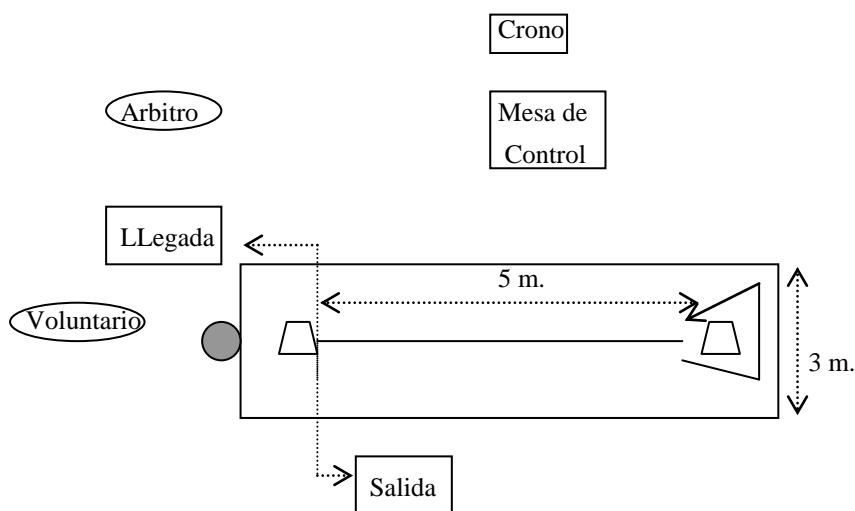 Crono
Arbitro
Mesa de
Control
LLegada
5 m.
Voluntario
3 m.
Salida